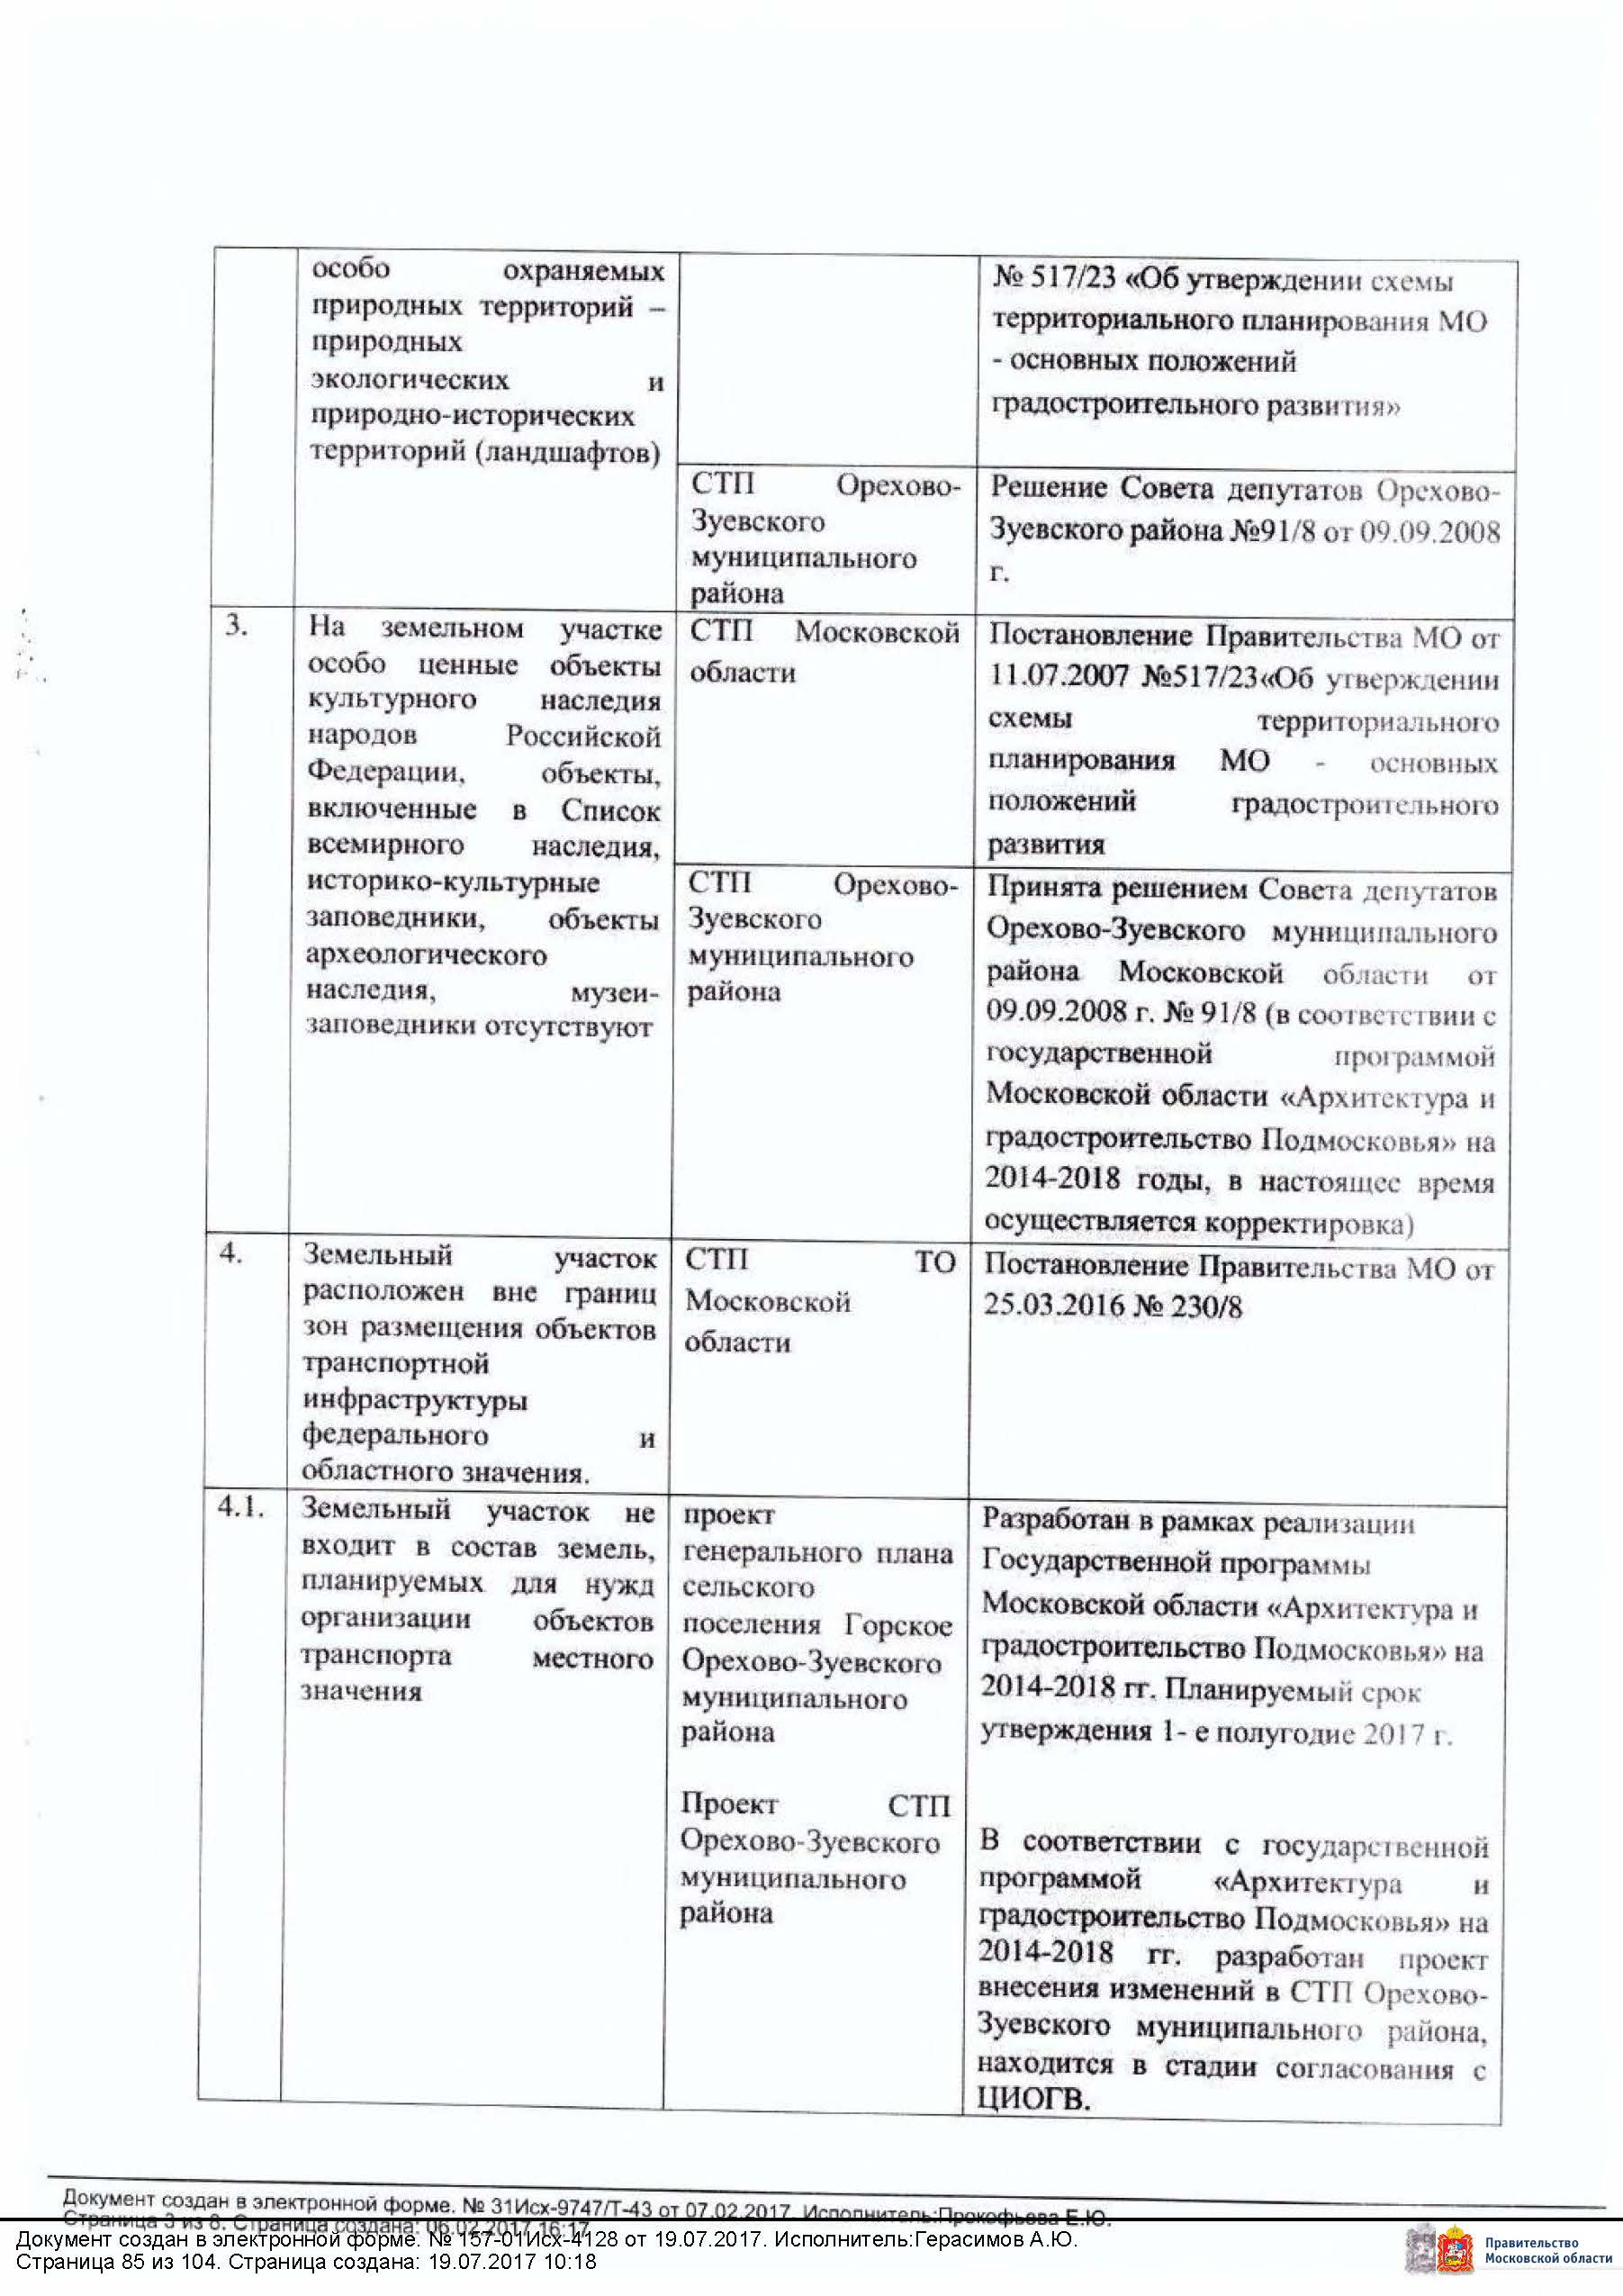 особо охраняемых
природных территорий –
природных
экологических и
природно-исторических
территорий (ландшафтов)
№ 517/23 «Об утверждении схемы
территориального планирования МО
- основных положений
градостроительного развития»
СТП Орехово-
Зуевского
муниципального
района
Решение Совета депутатов Орехово-
Зуевского района №91/8 от 09.09.2008
г.
3.
На земельном участке
особо ценные объекты
культурного наследия
народов Российской
Федерации, объекты,
включенные в Список
всемирного наследия,
историко-культурные
заповедники, объекты
археологического
наследия, музеи-
заповедники отсутствуют
СТП Московской
области
Постановление Правительства МО от
11.07.2007 №517/23«Об утверждении
схемы территориального
планирования МО - основных
положений градостроительного
развития
СТП Орехово-
Зуевского
муниципального
района
Принята решением Совета депутатов
Орехово-Зуевского муниципального
района Московской области от
09.09.2008 г. № 91/8 (в соответствии с
государственной программой
Московской области «Архитектура и
градостроительство Подмосковья» на
2014-2018 годы, в настоящее время
осуществляется корректировка)
4.
Земельный участок
расположен вне границ
зон размещения объектов
транспортной
инфраструктуры
федерального и
областного значения.
СТП ТО
Московской
области
Постановление Правительства МО от
25.03.2016 № 230/8
4.1.
Земельный участок не
входит в состав земель,
планируемых для нужд
организации объектов
транспорта местного
значения
проект
генерального плана
сельского
поселения Горское
Орехово-Зуевского
муниципального
района
Проект СТП
Орехово-Зуевского
муниципального
района
Разработан в рамках реализации
Государственной программы
Московской области «Архитектура и
градостроительство Подмосковья» на
2014-2018 гг. Планируемый срок
утверждения 1- е полугодие 2017 г.
В соответствии с государственной
программой «Архитектура и
градостроительство Подмосковья» на
2014-2018 гг. разработан проект
внесения изменений в СТП Орехово-
Зуевского муниципального района,
находится в стадии согласования с
ЦИОГВ.
Документ создан в электронной форме. № 31Исх-9747/Т-43 от 07.02.2017. Исполнитель:Прокофьева Е.Ю.
Страница 3 из 8. Страница создана: 06.02.2017 16:17
Документ создан в электронной форме. № 157-01Исх-4128 от 19.07.2017. Исполнитель:Герасимов А.Ю.
Страница 85 из 104. Страница создана: 19.07.2017 10:18
Правительство
Московской области